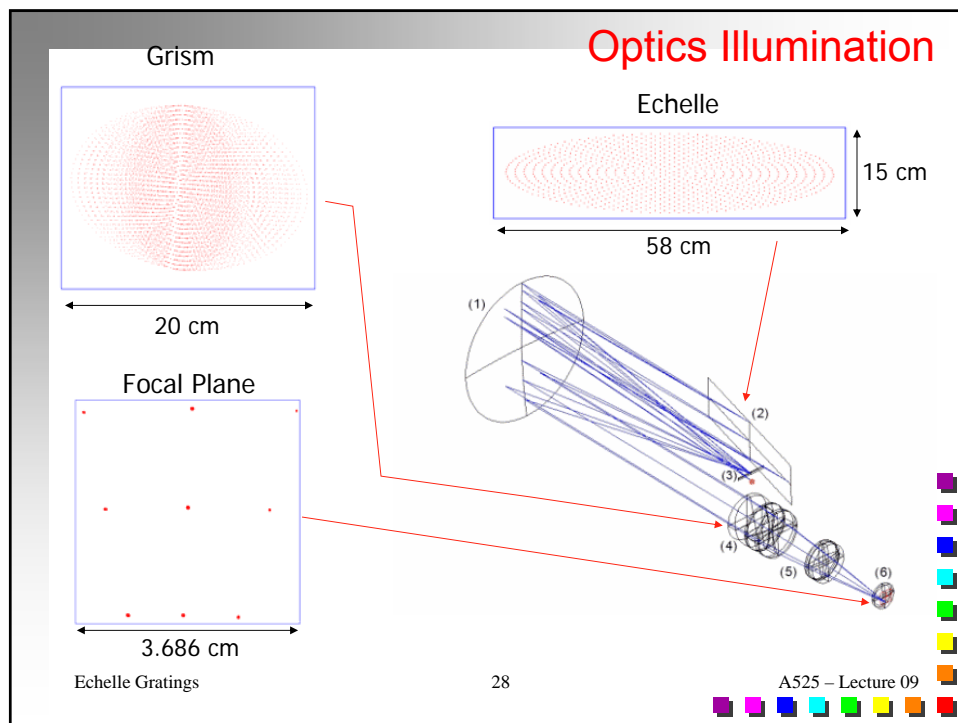 Optics Illumination
Grism
Echelle
15 cm
58 cm
20 cm
Focal Plane
3.686 cm
(1)
(2)
(3)
(4)
(5)
(6)
Echelle Gratings
28
A525 – Lecture 09